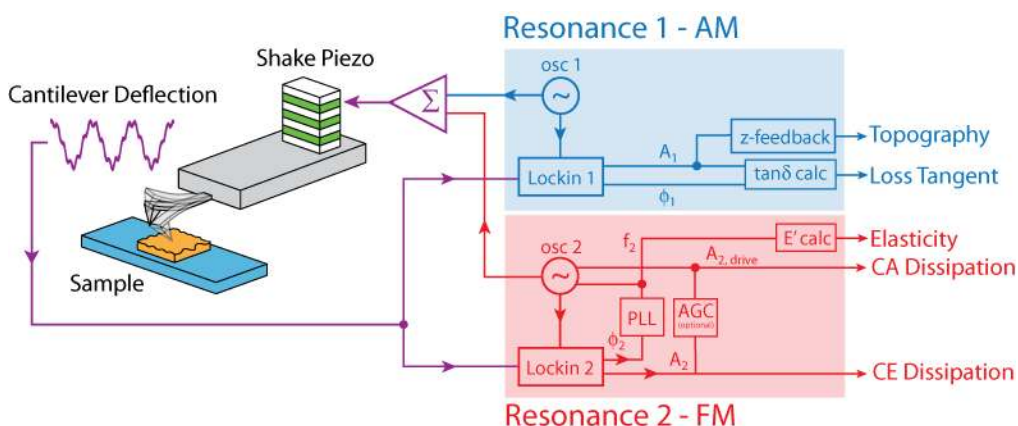 Resonance 1 - AM
Shake Piezo
osc 1
~
Cantilever Deflection
Σ
A1
z-feedback
Topography
Lockin 1
ϕ1
tanδ calc
Loss Tangent
Sample
osc 2
~
f2
E' calc
Elasticity
A2, drive
CA Dissipation
PLL
AGC
(optional)
ϕ2
Lockin 2
A2
CE Dissipation
Resonance 2 - FM